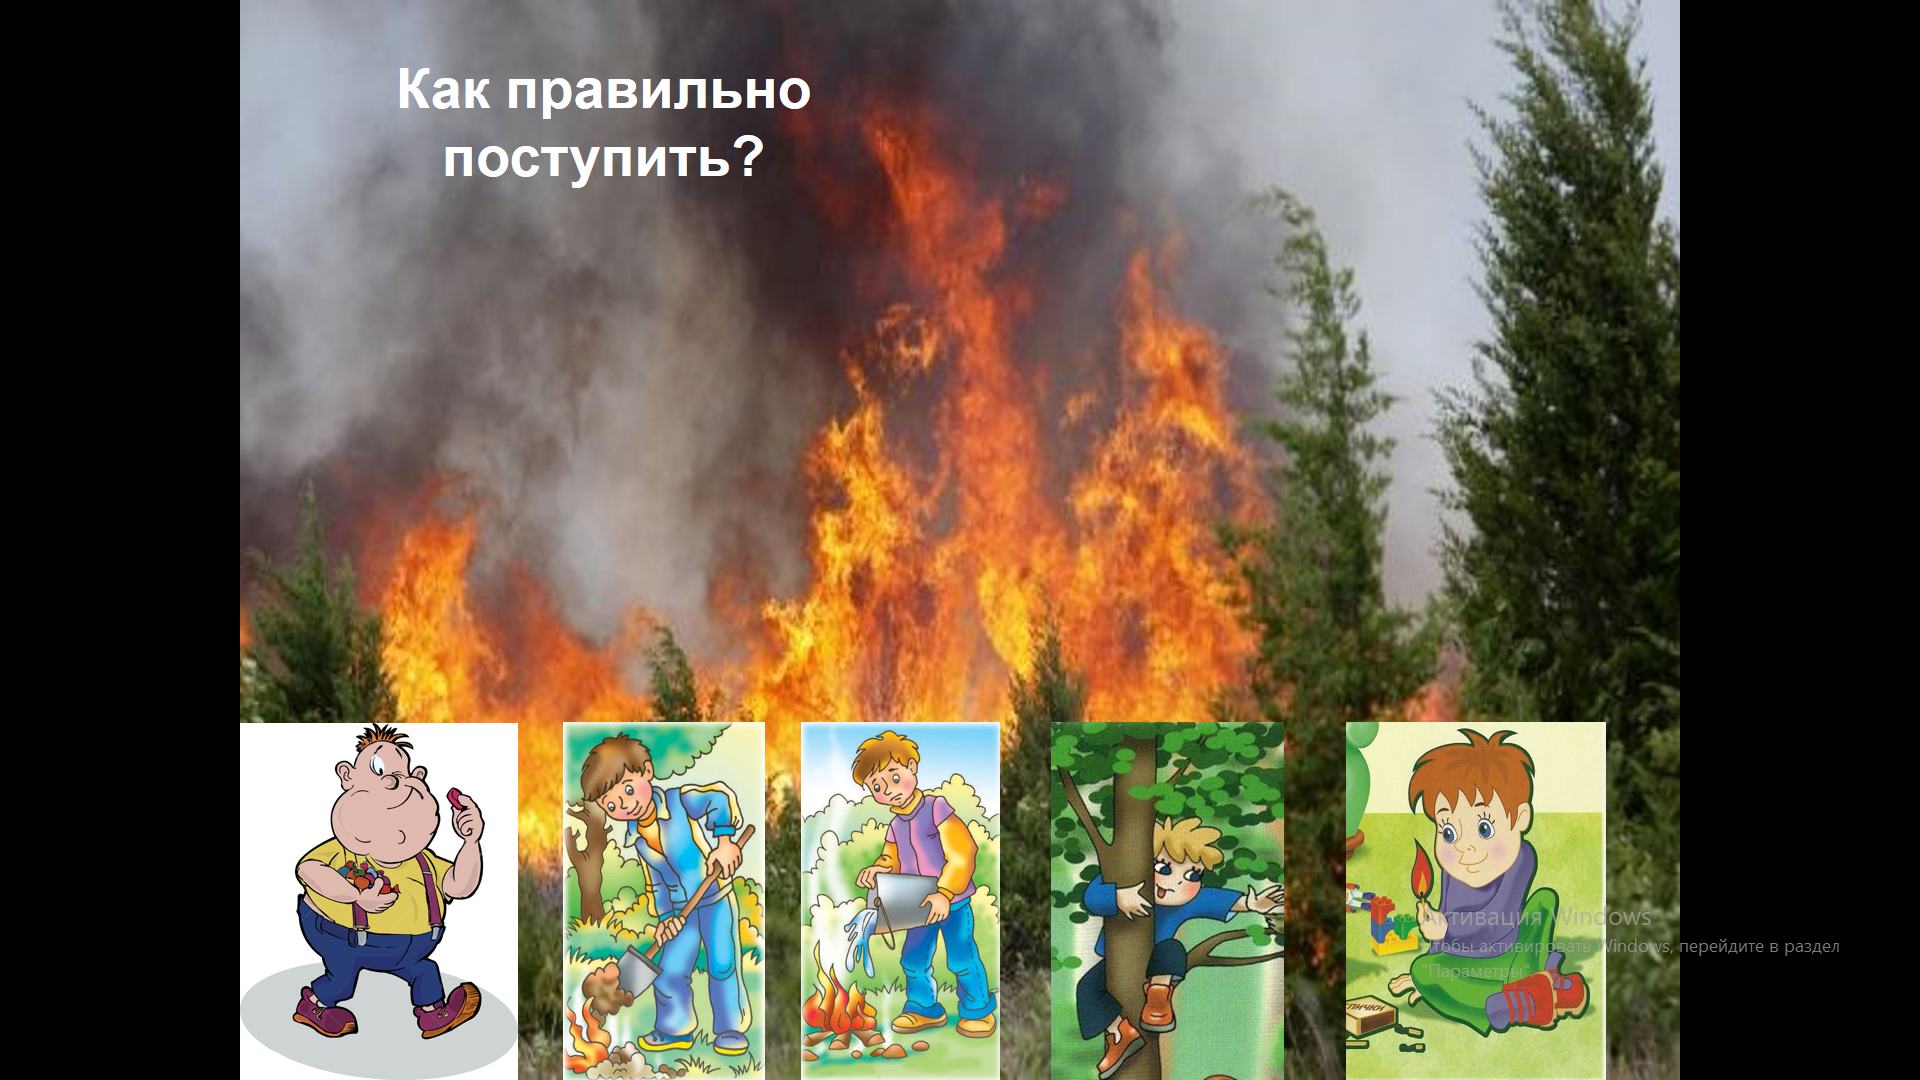 Как правильно
поступить?
Активация Windows
Чтобы активировать Windows, перейдите в раздел
"Параметры".